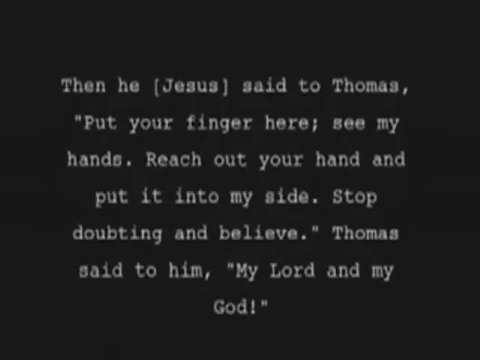 Then he [Jesus] said to Thomas,
"Put your finger here; see my
hands. Reach out your hand and
put it into my side. Stop
doubting and believe." Thomas
said to him, "My Lord and my
God!"